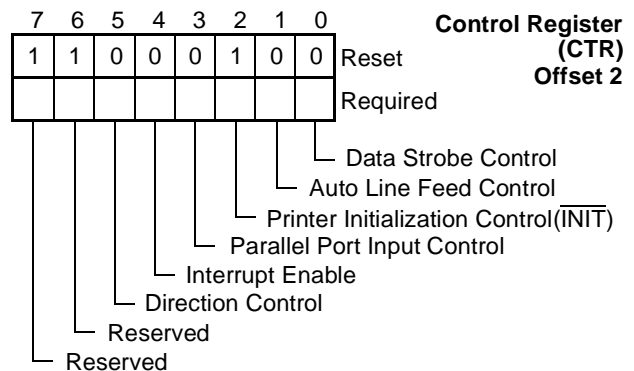 7 6 5 4 3 2 1 0
Control Register
(CTR)
Offset 2
1 1 0 0 0 1 0 0 Reset
Required
Data Strobe Control
Auto Line Feed Control
Printer Initialization Control(INIT)
Parallel Port Input Control
Interrupt Enable
Direction Control
Reserved
Reserved